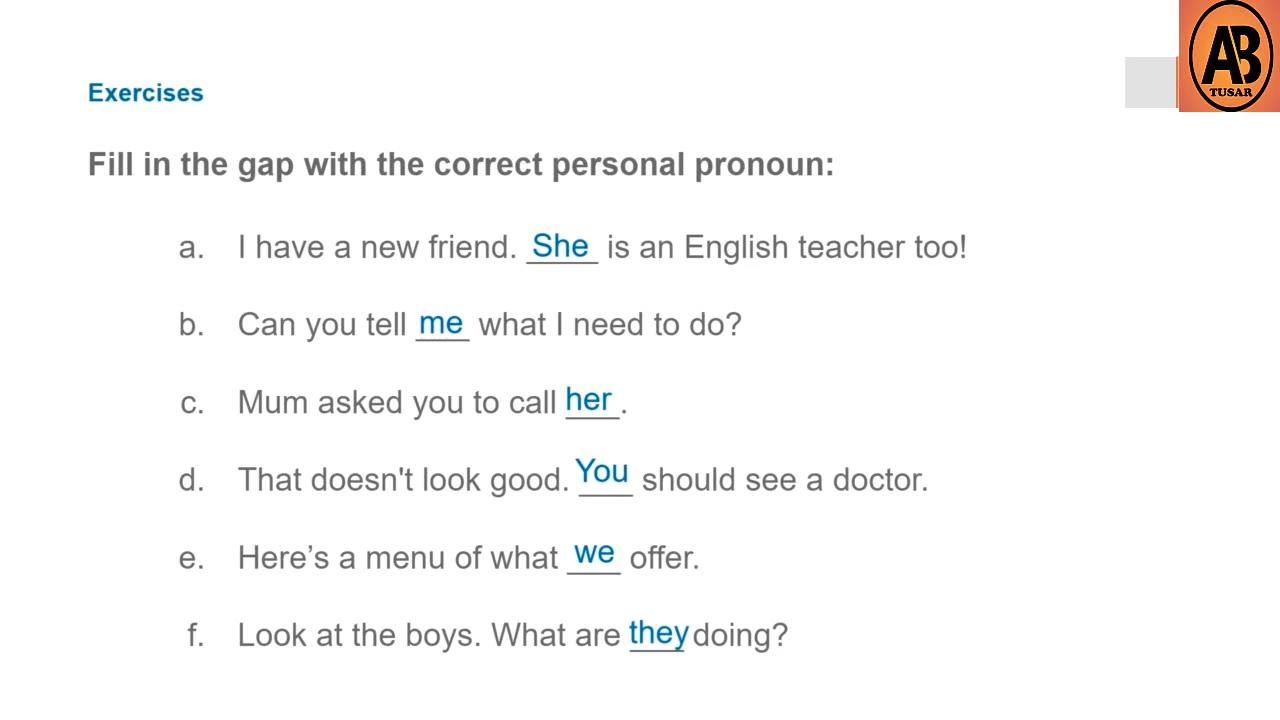 AB
TUSAR
Exercises
Fill in the gap with the correct personal pronoun:
a. I have a new friend. She is an English teacher too!
b. Can you tell me what I need to do?
c. Mum asked you to call her.
d. That doesn't look good. You should see a doctor.
e. Here’s a menu of what we offer.
f. Look at the boys. What are they doing?